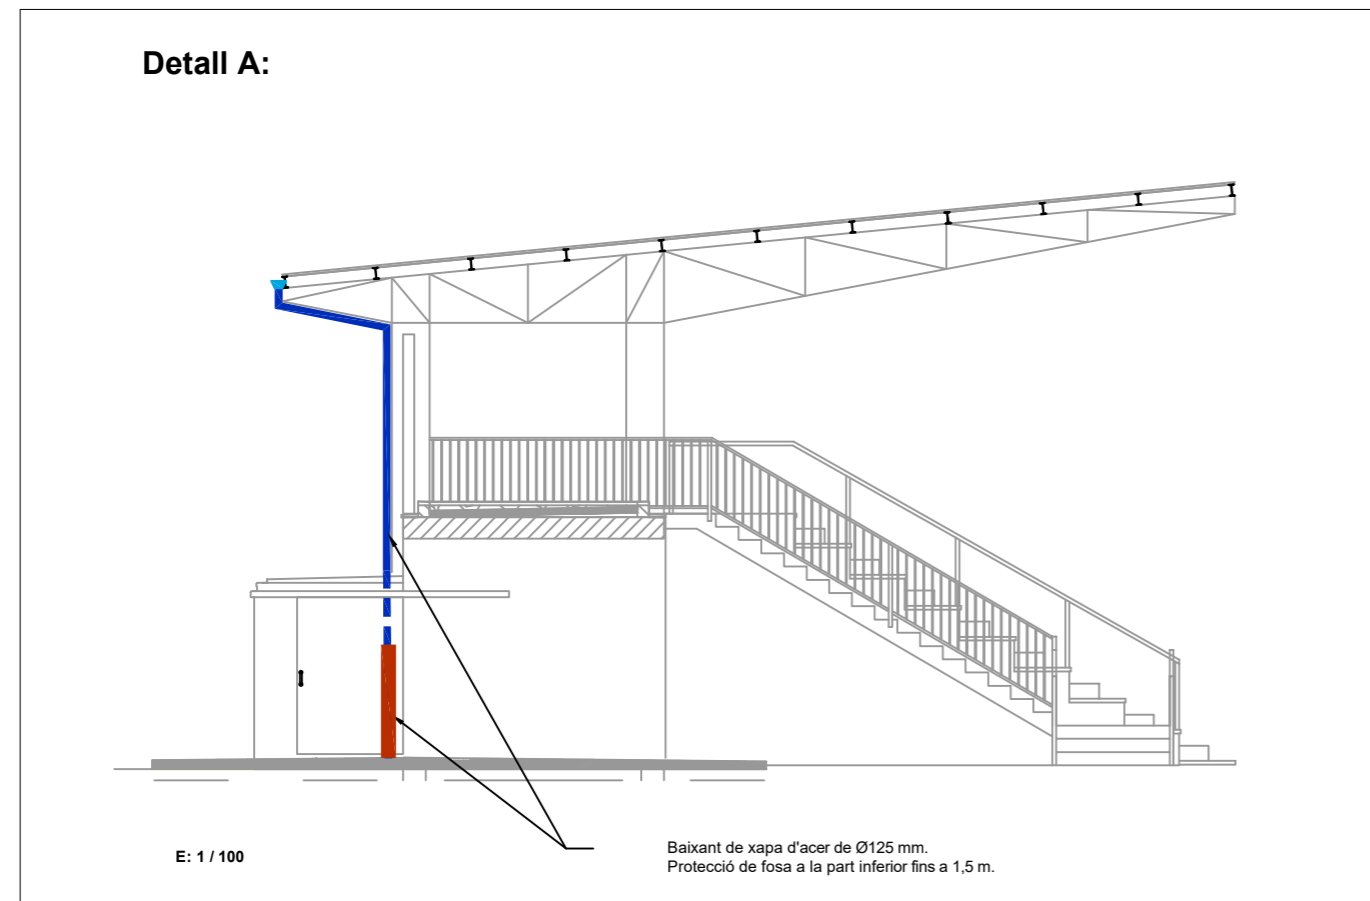 Detall A:
E: 1 / 100
Baixant de xapa d'acer de Ø125 mm.
Protecció de fosa a la part inferior fins a 1,5 m.